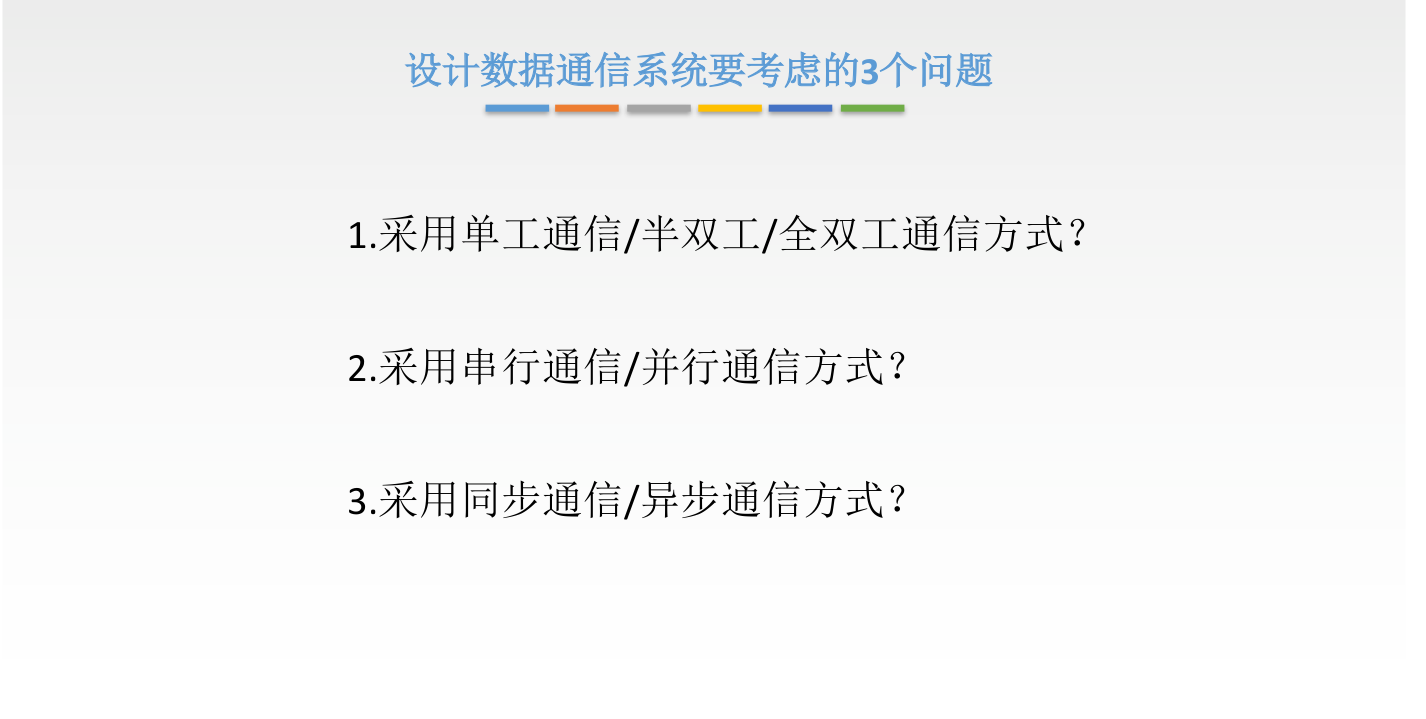 设计数据通信系统要考虑的3个问题
1.采用单工通信/半双工/全双工通信方式？
2.采用串行通信/并行通信方式？
3.采用同步通信/异步通信方式？